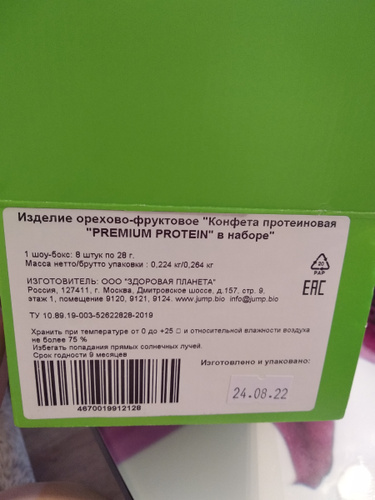 Изделие орехово-фруктовое "Конфета протеиновая
"PREMIUM PROTEIN" в наборе"
1 шоу-бокс: 8 штук по 28 г.
Масса нетто/брутто упаковки : 0,224 кг/0,264 кг
ИЗГОТОВИТЕЛЬ: ООО "ЗДОРОВАЯ ПЛАНЕТА"
Россия, 127411, г. Москва, Дмитровское шоссе, д.157, стр. 9,
этаж 1, помещение 9120, 9121, 9124. www.jump.bio info@jump.bio
20
PAP
EAC
ТУ 10.89.19-003-52622828-2019
Хранить при температуре от 0 до +25 □ и относительной влажности воздуха
не более 75 %
Избегать попадания прямых солнечных лучей.
Срок годности 9 месяцев
Изготовлено и упаковано:
24.08.22
4670019912128